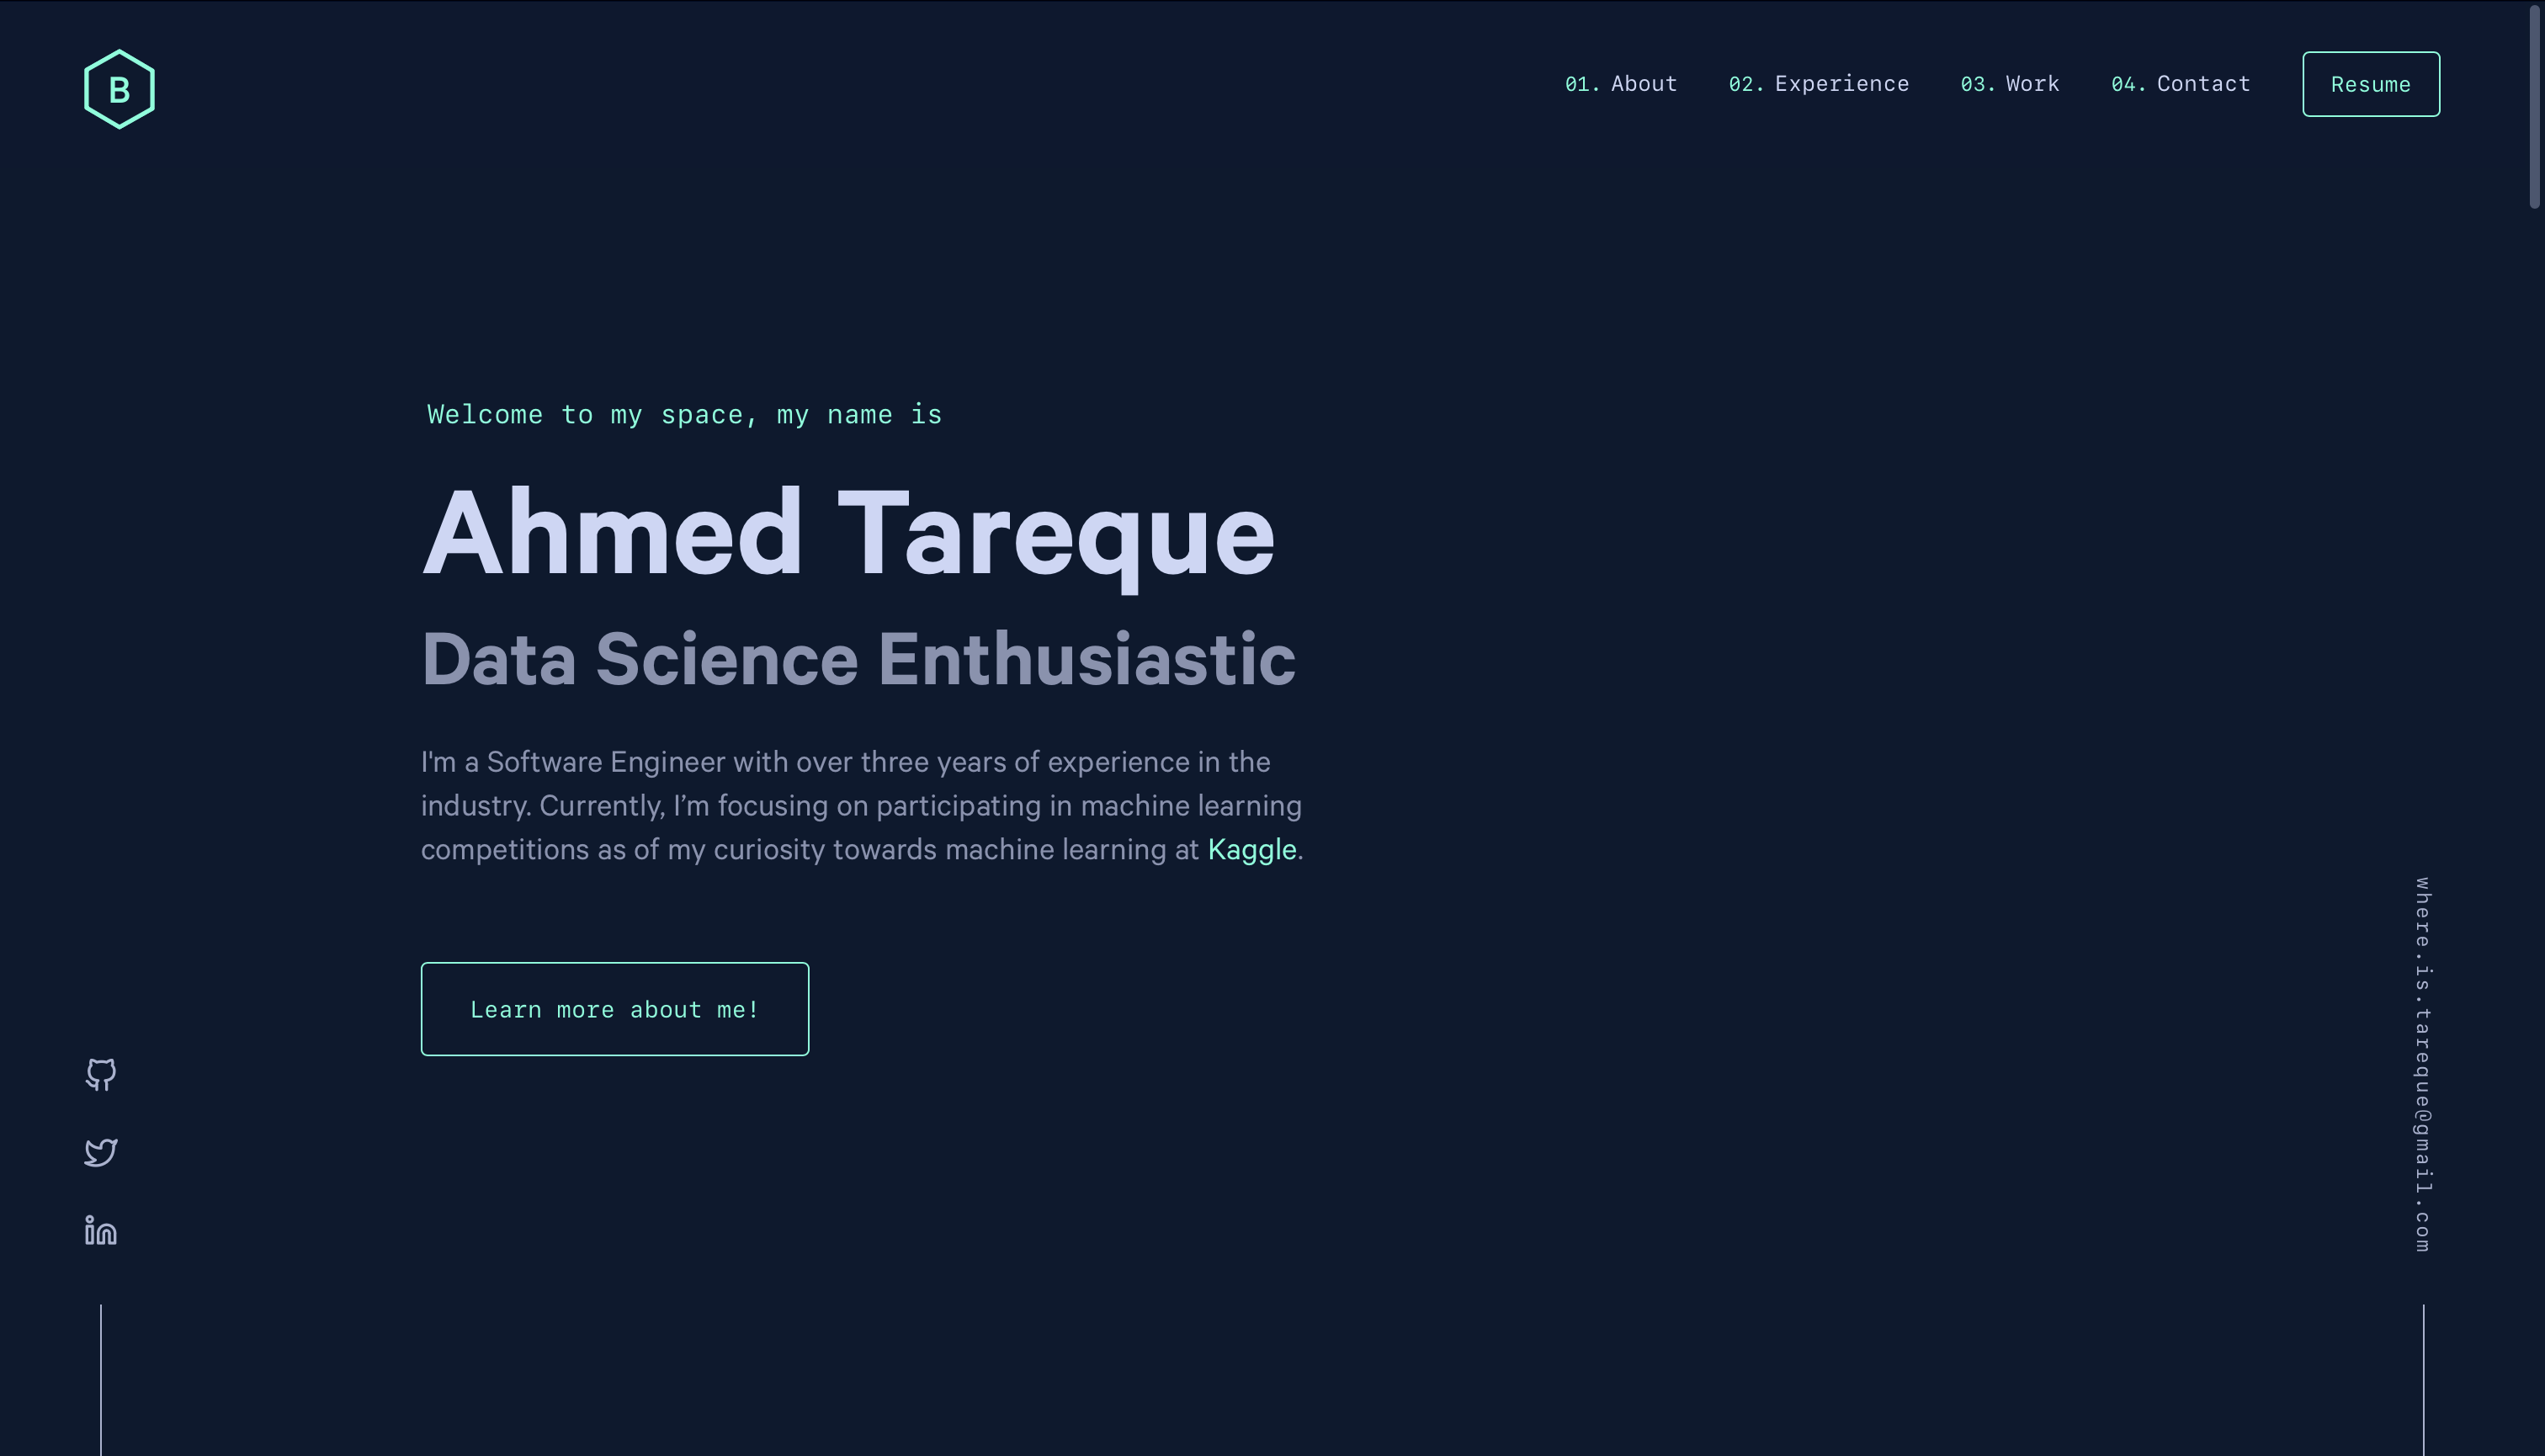 B
01. About 02. Experience 03. Work 04. Contact Resume
Welcome to my space, my name is
Ahmed Tareque
Data Science Enthusiastic
I'm a Software Engineer with over three years of experience in the
industry. Currently, I’m focusing on participating in machine learning
competitions as of my curiosity towards machine learning at Kaggle.
Learn more about me!
in
where.is.tareque@gmail.com